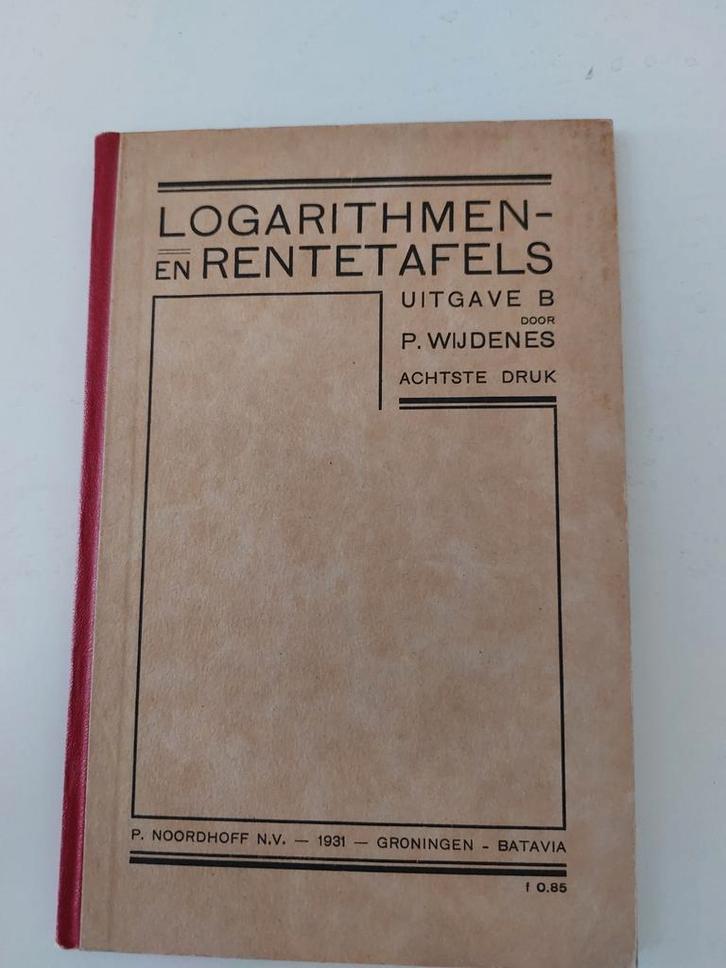 LOGARITHMEN-
EN RENTETAFELS
UITGAVE B
DOOR
P. WIJDENES
ACHTSTE DRUK
P. NOORDHOFF N.V. — 1931 — GRONINGEN - BATAVIA
f 0.85